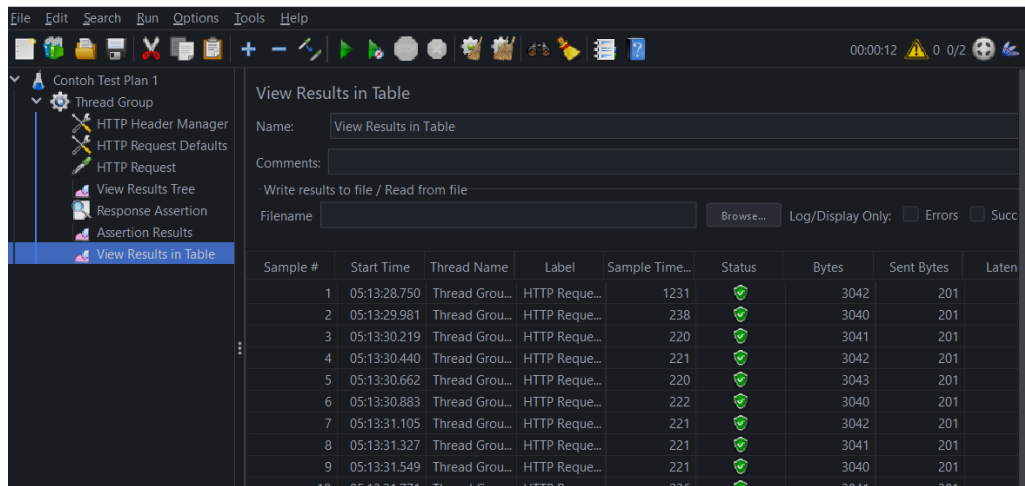 File Edit Search Run Options Tools Help
00:00:12 0 0/2
Contoh Test Plan 1
Thread Group
HTTP Header Manager
HTTP Request Defaults
HTTP Request
View Results Tree
Response Assertion
Assertion Results
View Results in Table
View Results in Table
Name: View Results in Table
Comments:
Write results to file / Read from file
Filename Browse... Log/Display Only: Errors Succ
Sample # Start Time Thread Name Label Sample Time... Status Bytes Sent Bytes Laten
1 05:13:28.750 Thread Grou... HTTP Reque... 1231 3042 201
2 05:13:29.981 Thread Grou... HTTP Reque... 238 3040 201
3 05:13:30.219 Thread Grou... HTTP Reque... 220 3041 201
4 05:13:30.440 Thread Grou... HTTP Reque... 221 3042 201
5 05:13:30.662 Thread Grou... HTTP Reque... 220 3043 201
6 05:13:30.883 Thread Grou... HTTP Reque... 222 3040 201
7 05:13:31.105 Thread Grou... HTTP Reque... 221 3042 201
8 05:13:31.327 Thread Grou... HTTP Reque... 221 3041 201
9 05:13:31.549 Thread Grou... HTTP Reque... 221 3040 201